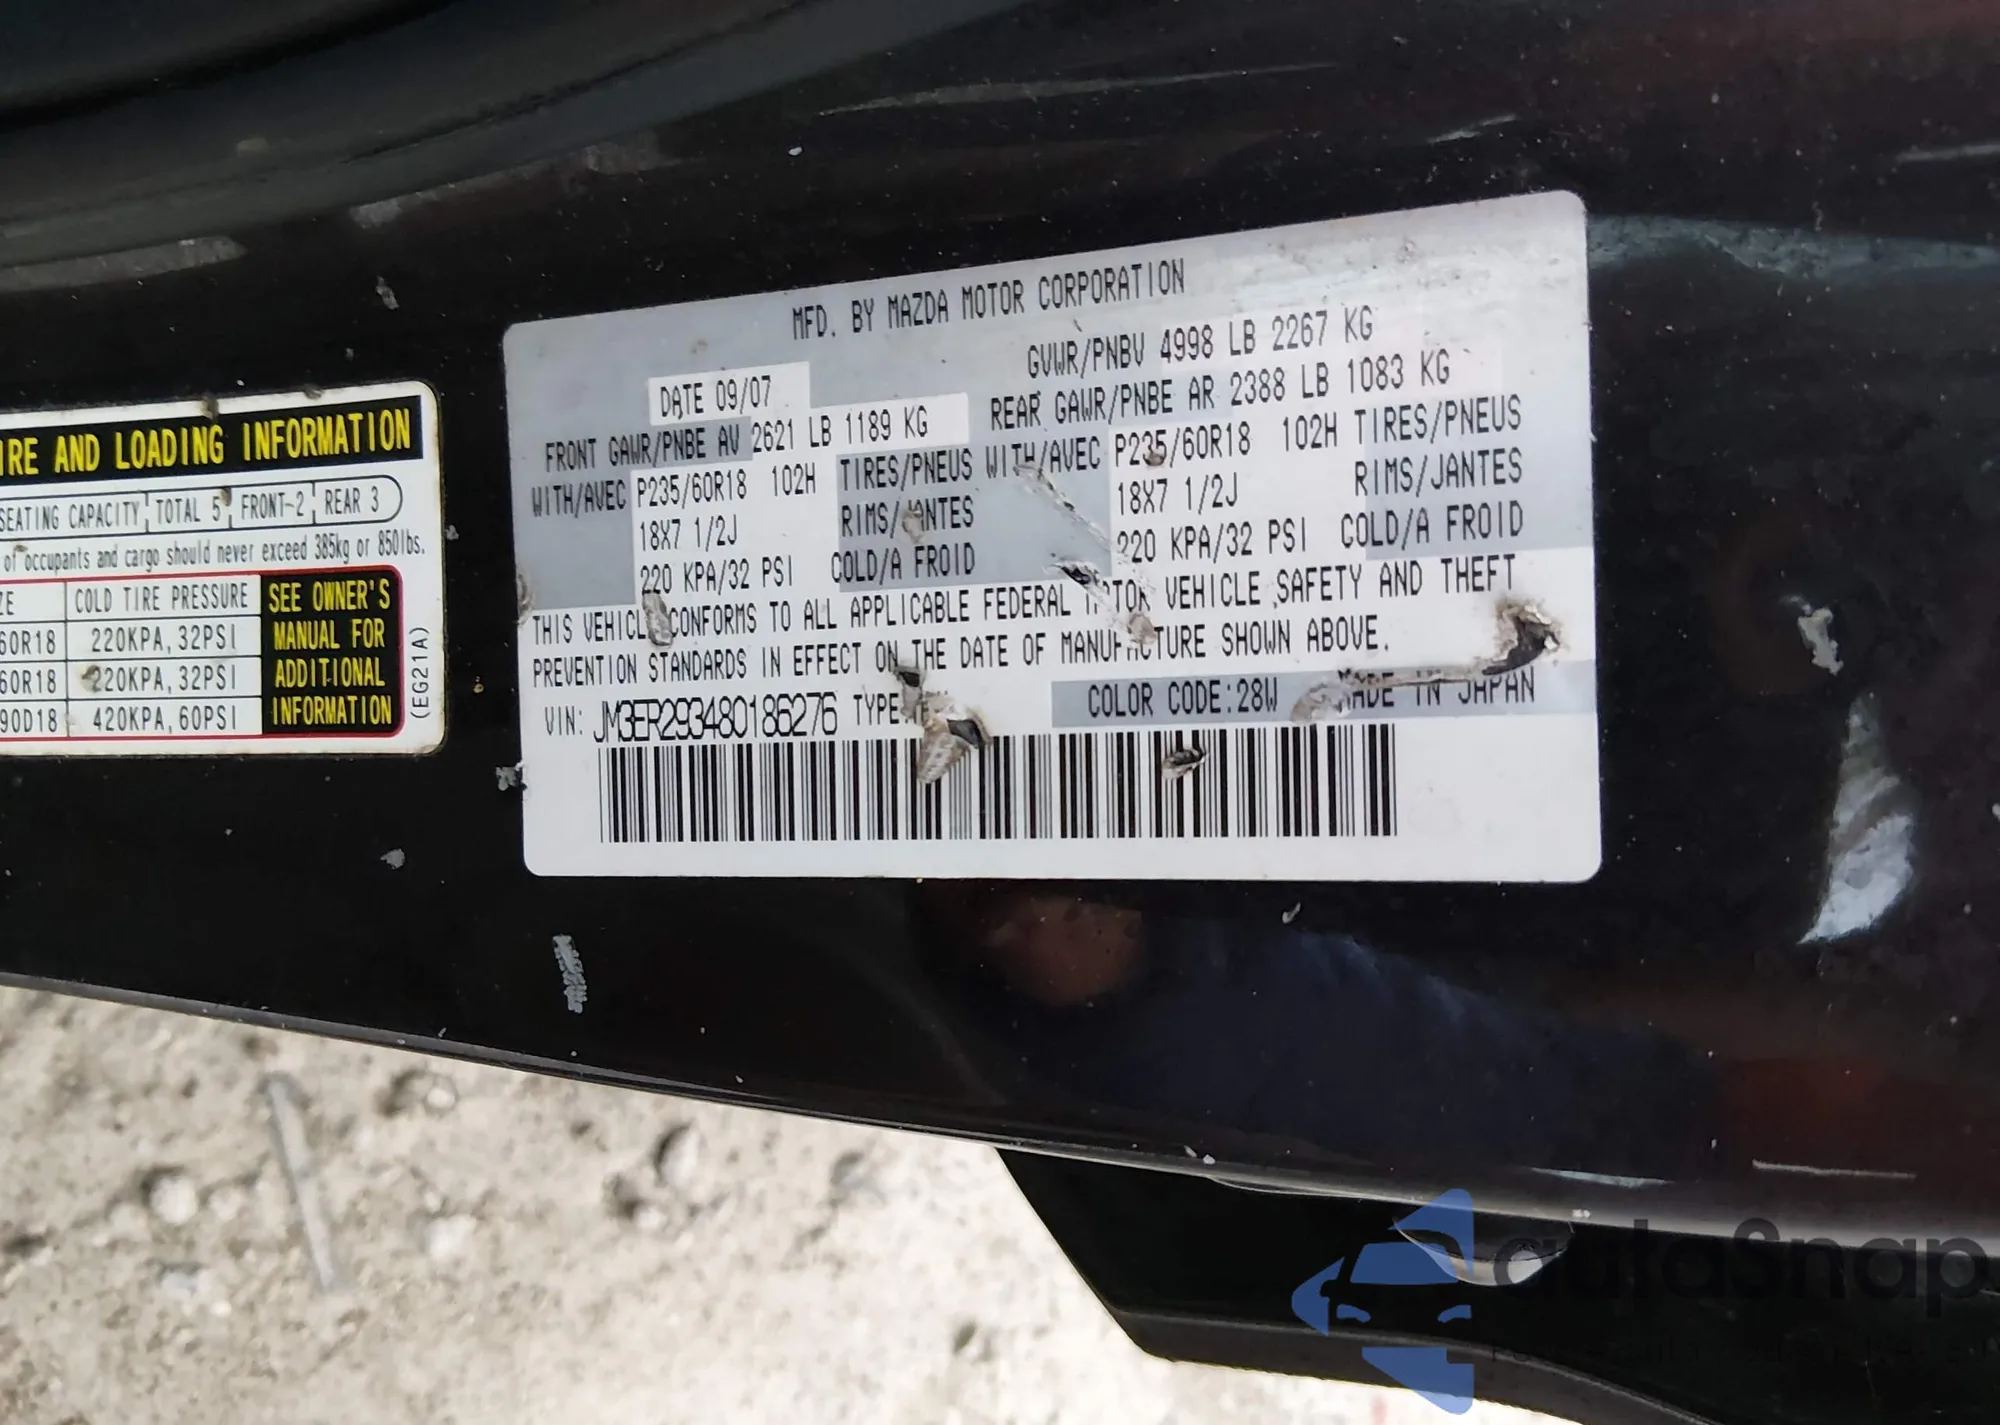 IRE AND LOADING INFORMATION
SEATING CAPACITY TOTAL 5 FRONT-2 REAR 3
of occupants and cargo should never exceed 385kg or 850lbs.
ZE COLD TIRE PRESSURE SEE OWNER'S
60R18 220KPA, 32PSI MANUAL FOR
60R18 220KPA, 32PSI ADDITIONAL
90D18 420KPA, 60PSI INFORMATION
(EG21A)
MFD. BY MAZDA MOTOR CORPORATION
DATE 09/07 GVWR/PNBV 4998 LB 2267 KG
FRONT GAWR/PNBE AV 2621 LB 1189 KG REAR GAWR/PNBE AR 2388 LB 1083 KG
WITH/AVEC P235/60R18 102H TIRES/PNEUS WITH/AVEC P235/60R18 102H TIRES/PNEUS
18X7 1/2J RIMS/JANTES 18X7 1/2J RIMS/JANTES
220 KPA/32 PSI COLD/A FROID 220 KPA/32 PSI COLD/A FROID
THIS VEHICLE CONFORMS TO ALL APPLICABLE FEDERAL MOTOR VEHICLE SAFETY AND THEFT
PREVENTION STANDARDS IN EFFECT ON THE DATE OF MANUFACTURE SHOWN ABOVE.
VIN: JM3ER293480186276 TYPE: COLOR CODE:28W MADE IN JAPAN
autoSnap